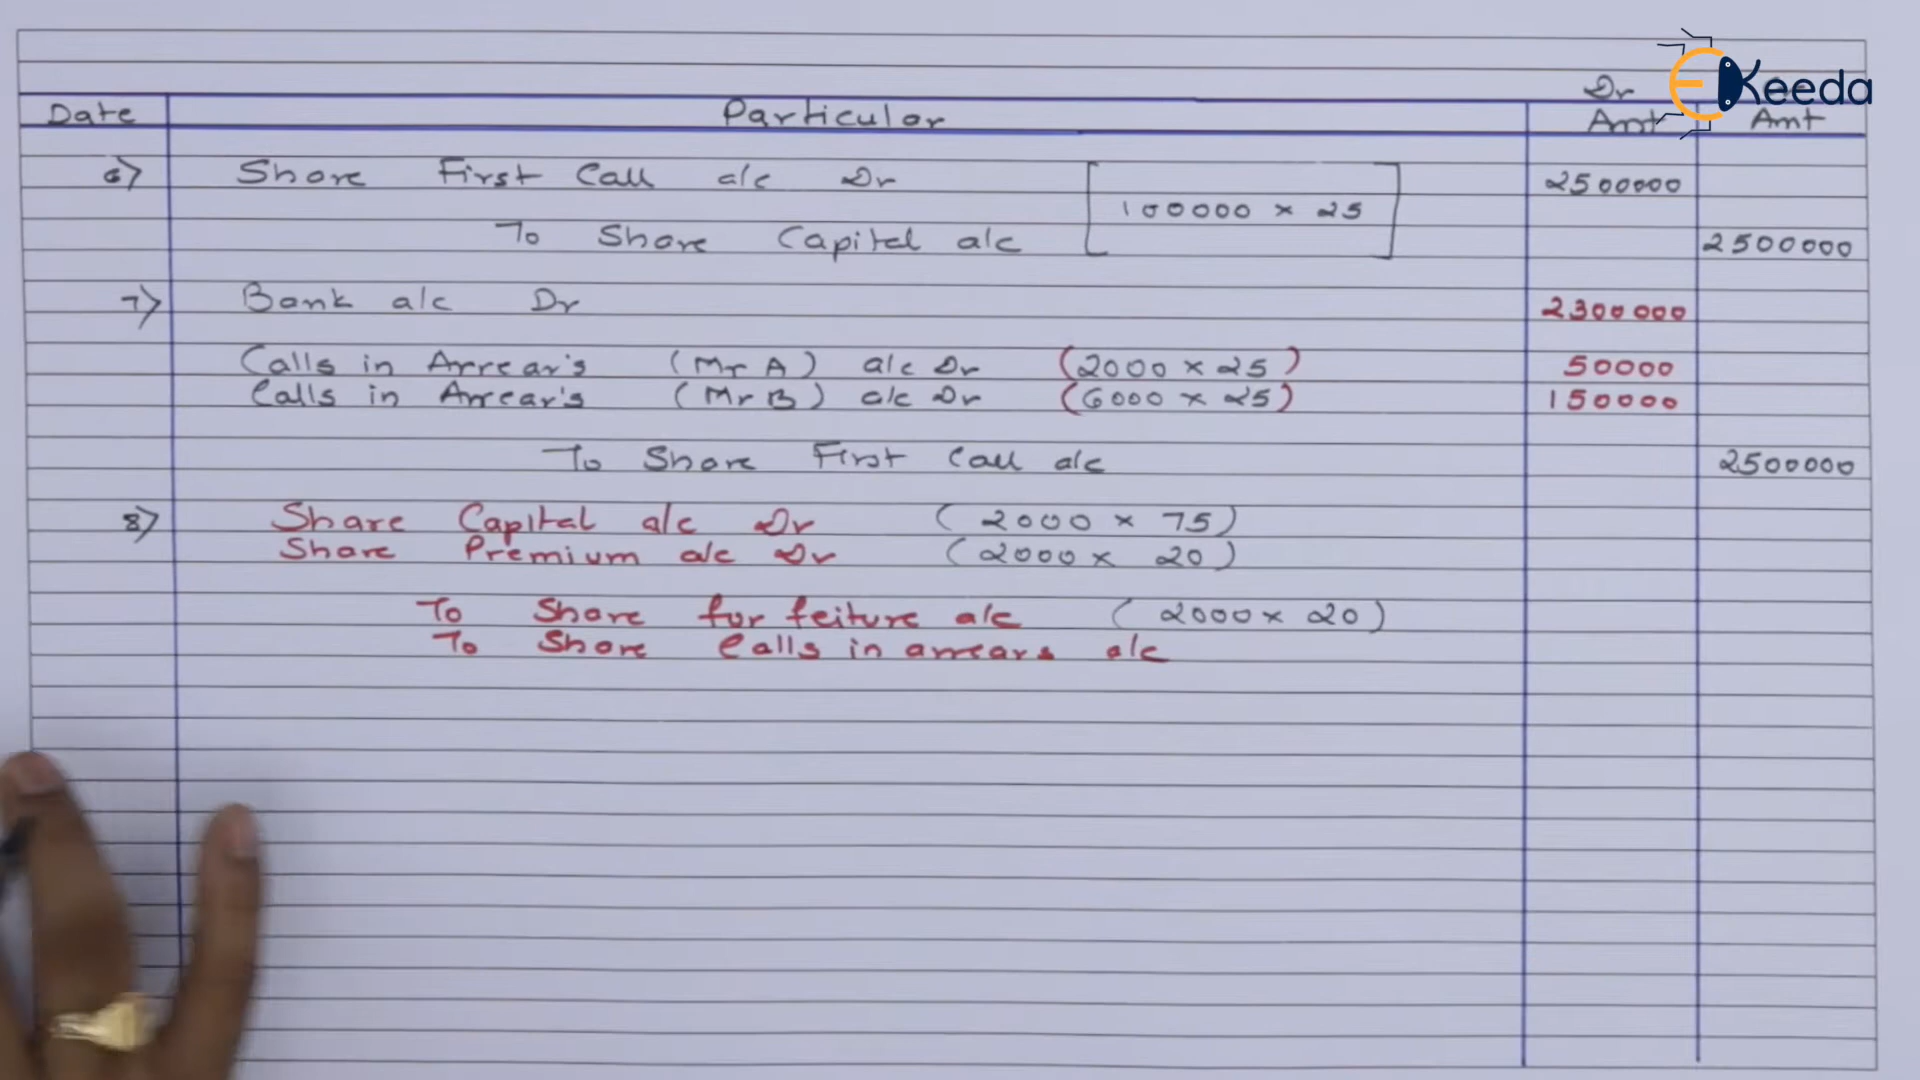 Keeda
Dr
Date Particular Amt Amt
6) Share First Call a/c Dr 2500000
100000 × 25
To Share Capital a/c 2500000
7) Bank a/c Dr 2300000
Calls in Arrear's (Mr A) a/c Dr (2000 × 25) 50000
Calls in Arrear's (Mr B) a/c Dr (6000 × 25) 150000
To Share First Call a/c 2500000
8) Share Capital a/c Dr (2000 × 75)
Share Premium a/c Dr (2000 × 20)
To Share for feiture a/c (2000 × 20)
To Share Calls in arrears a/c